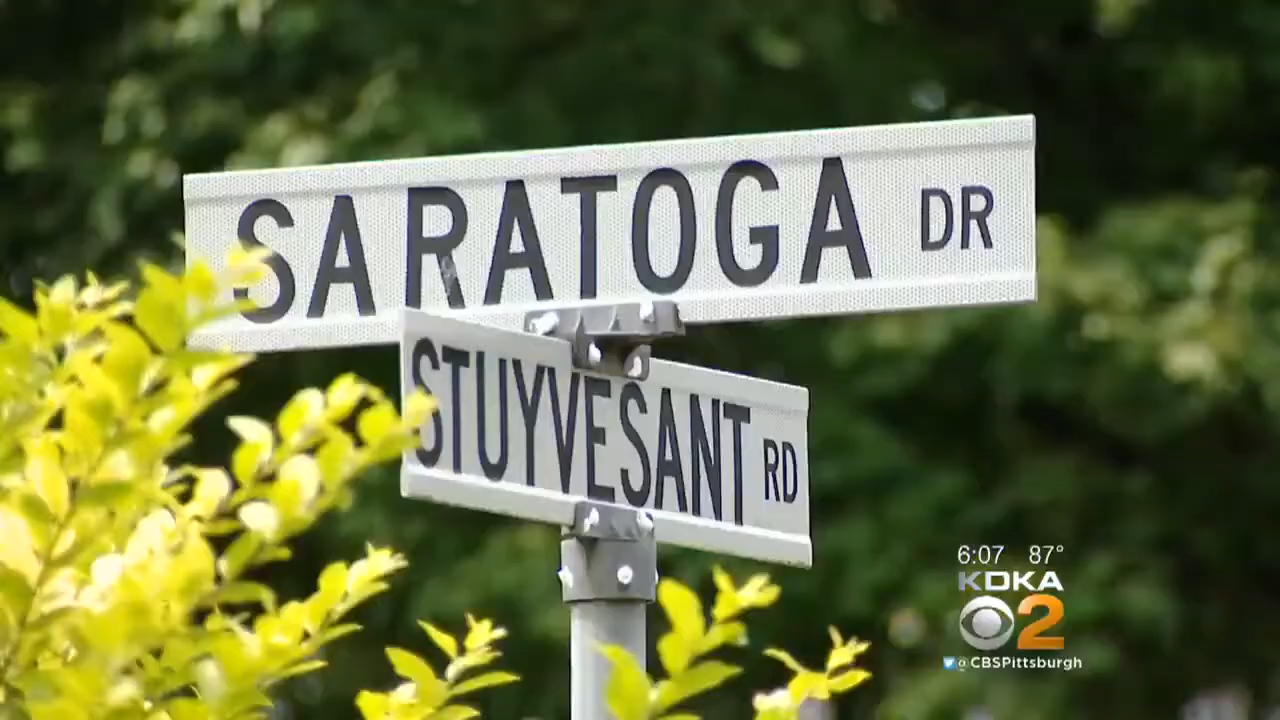 SARATOGA DR
STUYVESANT RD
6:07 87°
KDKA
2
@CBSPittsburgh